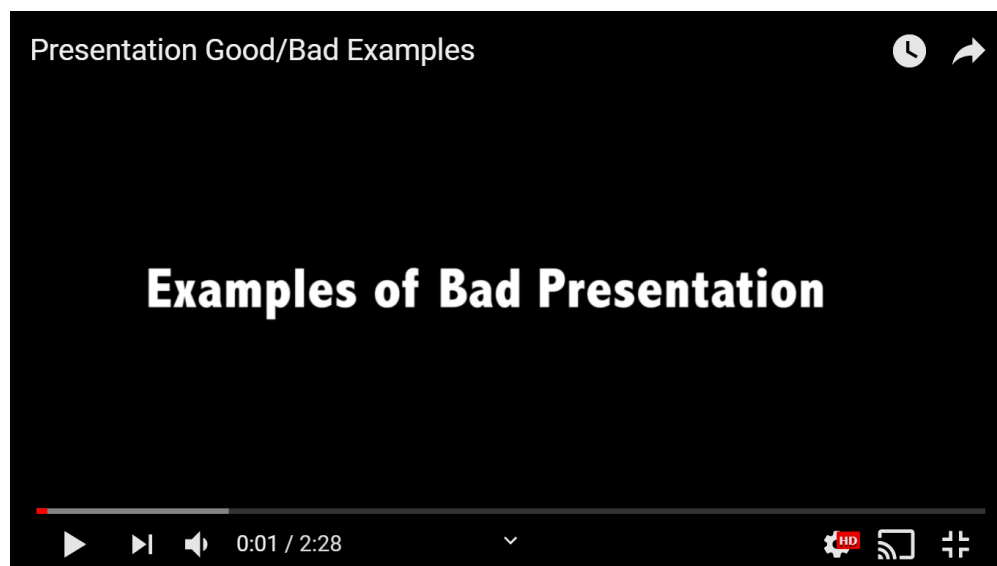 Presentation Good/Bad Examples
Examples of Bad Presentation
0:01 / 2:28
HD